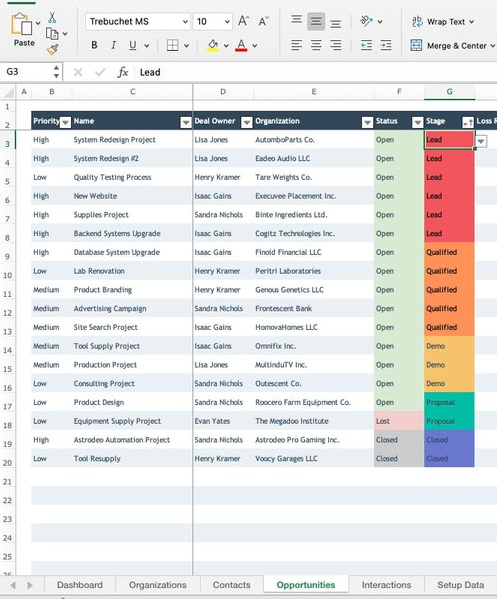 Trebuchet MS 10 A A Wrap Text
Paste B I U A Merge & Center
G3 fx Lead
A B C D E F G H
1
2 Priority Name Deal Owner Organization Status Stage Loss R
3 High System Redesign Project Lisa Jones AutomboParts Co. Open Lead
4 High System Redesign #2 Lisa Jones Eadeo Audio LLC Open Lead
5 Low Quality Testing Process Henry Kramer Tare Weights Co. Open Lead
6 High New Website Isaac Gains Execuvee Placement Inc. Open Lead
7 High Supplies Project Sandra Nichols Binte Ingredients Ltd. Open Lead
8 High Backend Systems Upgrade Isaac Gains Cogitz Technologies Inc. Open Lead
9 High Database System Upgrade Isaac Gains Finoid Financial LLC Open Qualified
10 Low Lab Renovation Henry Kramer Peritri Laboratories Open Qualified
11 Medium Product Branding Henry Kramer Genous Genetics LLC Open Qualified
12 Medium Advertising Campaign Sandra Nichols Frontescent Bank Open Qualified
13 Medium Site Search Project Isaac Gains HomovaHomes LLC Open Qualified
14 Medium Tool Supply Project Isaac Gains Omnifix Inc. Open Demo
15 Medium Production Project Lisa Jones MultinduTV Inc. Open Demo
16 Low Consulting Project Sandra Nichols Outescent Co. Open Demo
17 Low Product Design Sandra Nichols Roocero Farm Equipment Co. Open Proposal
18 Low Equipment Supply Project Evan Yates The Megadoo Institute Lost Proposal
19 High Astrodeo Automation Project Sandra Nichols Astrodeo Pro Gaming Inc. Closed Closed
20 Low Tool Resupply Henry Kramer Voocy Garages LLC Closed Closed
21
22
23
24
25
26
Dashboard Organizations Contacts Opportunities Interactions Setup Data